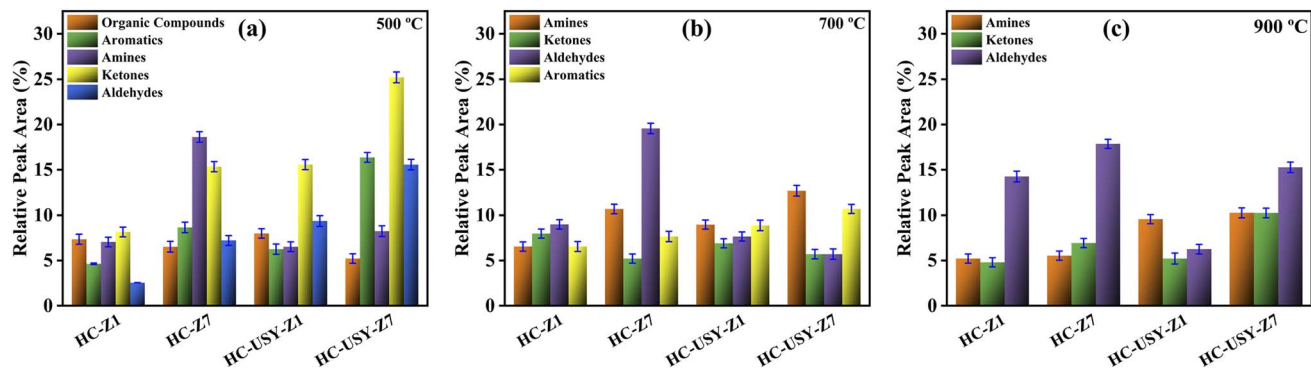 Organic Compounds
Aromatics
Amines
Ketones
Aldehydes
(a)
500 ºC
Relative Peak Area (%)
30
25
20
15
10
5
0
HC-Z1
HC-Z7
HC-USY-Z1
HC-USY-Z7
Amines
Ketones
Aldehydes
Aromatics
(b)
700 ºC
Relative Peak Area (%)
30
25
20
15
10
5
0
HC-Z1
HC-Z7
HC-USY-Z1
HC-USY-Z7
Amines
Ketones
Aldehydes
(c)
900 ºC
Relative Peak Area (%)
30
25
20
15
10
5
0
HC-Z1
HC-Z7
HC-USY-Z1
HC-USY-Z7